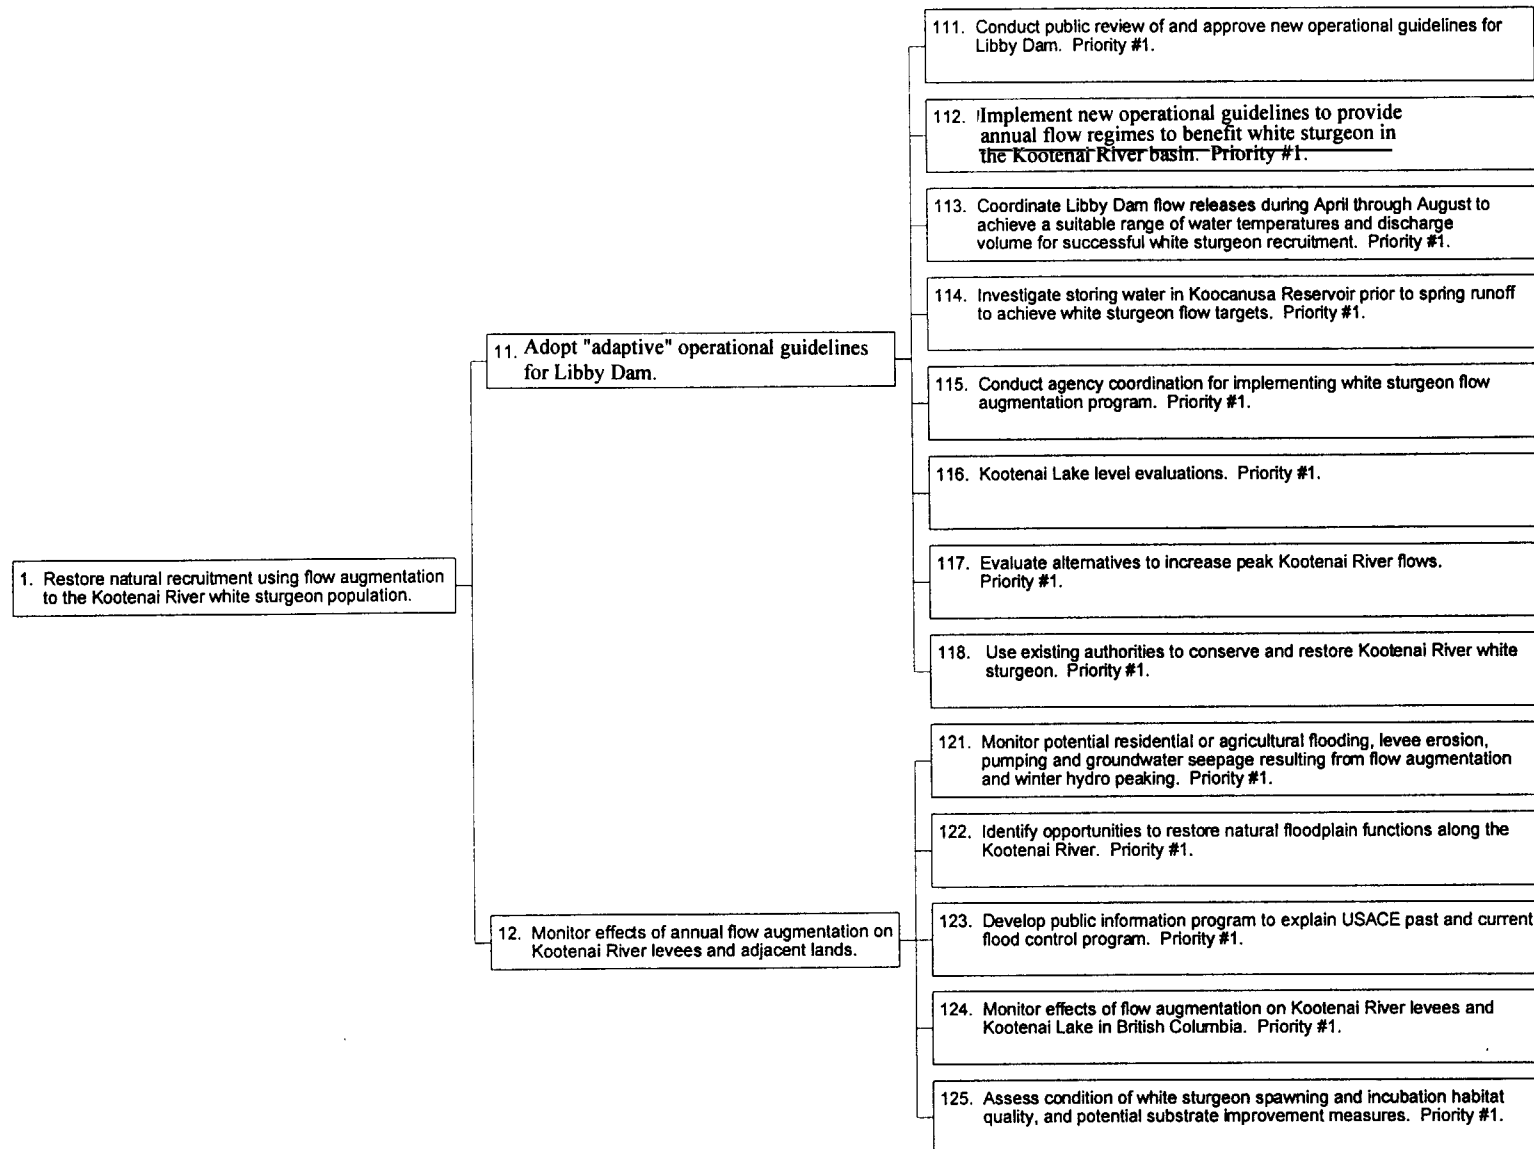 111. Conduct public review of and approve new operational guidelines for
Libby Dam. Priority #1.
112. Implement new operational guidelines to provide
annual flow regimes to benefit white sturgeon in
the Kootenai River basin. Priority #1.
113. Coordinate Libby Dam flow releases during April through August to
achieve a suitable range of water temperatures and discharge
volume for successful white sturgeon recruitment. Priority #1.
114. Investigate storing water in Koocanusa Reservoir prior to spring runoff
to achieve white sturgeon flow targets. Priority #1.
11. Adopt "adaptive" operational guidelines
for Libby Dam.
115. Conduct agency coordination for implementing white sturgeon flow
augmentation program. Priority #1.
116. Kootenai Lake level evaluations. Priority #1.
1. Restore natural recruitment using flow augmentation
to the Kootenai River white sturgeon population.
117. Evaluate alternatives to increase peak Kootenai River flows.
Priority #1.
118. Use existing authorities to conserve and restore Kootenai River white
sturgeon. Priority #1.
121. Monitor potential residential or agricultural flooding, levee erosion,
pumping and groundwater seepage resulting from flow augmentation
and winter hydro peaking. Priority #1.
122. Identify opportunities to restore natural floodplain functions along the
Kootenai River. Priority #1.
12. Monitor effects of annual flow augmentation on
Kootenai River levees and adjacent lands.
123. Develop public information program to explain USACE past and current
flood control program. Priority #1.
124. Monitor effects of flow augmentation on Kootenai River levees and
Kootenai Lake in British Columbia. Priority #1.
125. Assess condition of white sturgeon spawning and incubation habitat
quality, and potential substrate improvement measures. Priority #1.